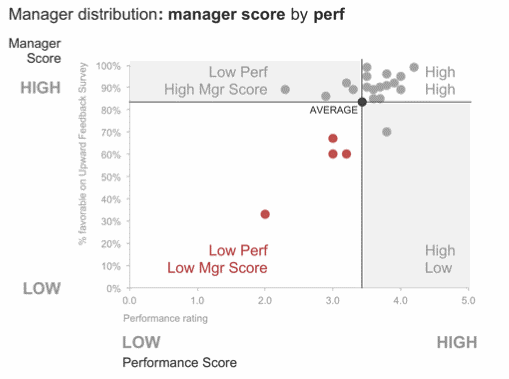 Manager distribution: manager score by perf
Manager
Score
HIGH
LOW
% favorable on Upward Feedback Survey
100%
90%
80%
70%
60%
50%
40%
30%
20%
10%
0%
Low Perf
High Mgr Score
High
High
AVERAGE
Low Perf
Low Mgr Score
High
Low
0.0 1.0 2.0 3.0 4.0 5.0
Performance rating
LOW HIGH
Performance Score